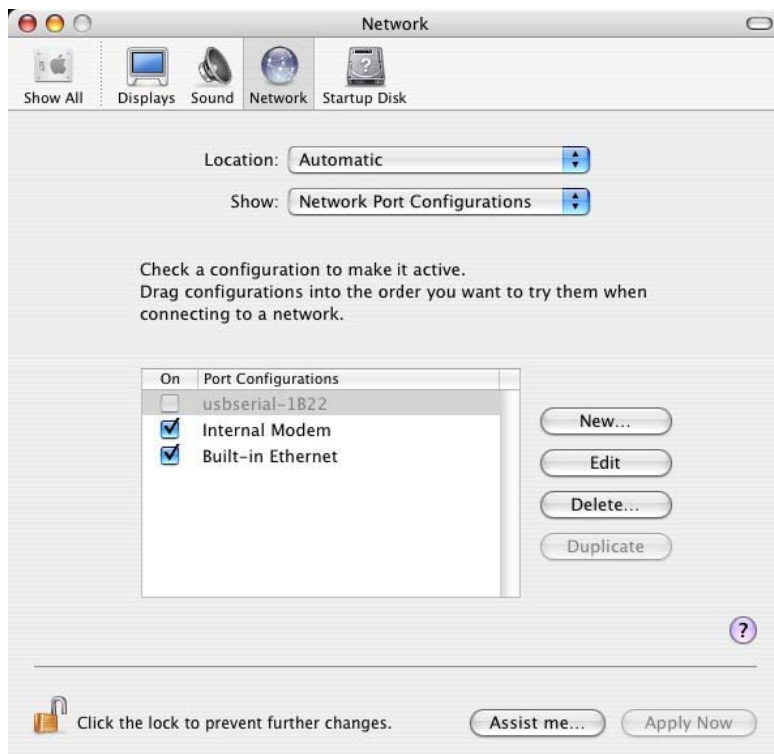 Network
Show All Displays Sound Network Startup Disk
Location: Automatic
Show: Network Port Configurations
Check a configuration to make it active.
Drag configurations into the order you want to try them when
connecting to a network.
On Port Configurations
usbserial-1B22
Internal Modem
Built-in Ethernet
New...
Edit
Delete...
Duplicate
?
Click the lock to prevent further changes. Assist me... Apply Now